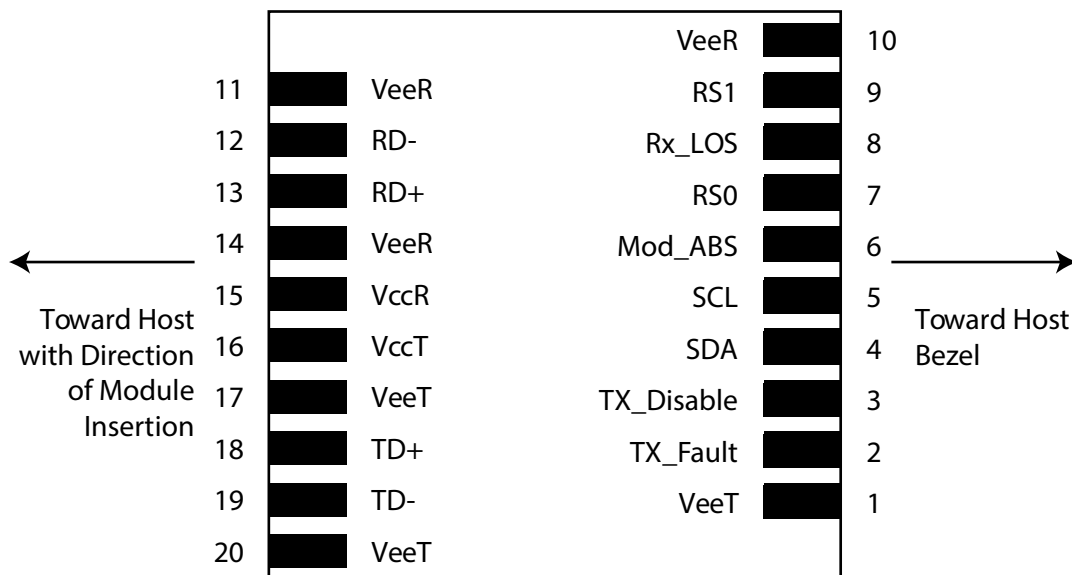 VeeR 10
11 VeeR RS1 9
12 RD- Rx_LOS 8
13 RD+ RS0 7
14 VeeR Mod_ABS 6
15 VccR SCL 5
16 VccT SDA 4
17 VeeT TX_Disable 3
18 TD+ TX_Fault 2
19 TD- VeeT 1
20 VeeT
Toward Host
with Direction
of Module
Insertion
Toward Host
Bezel